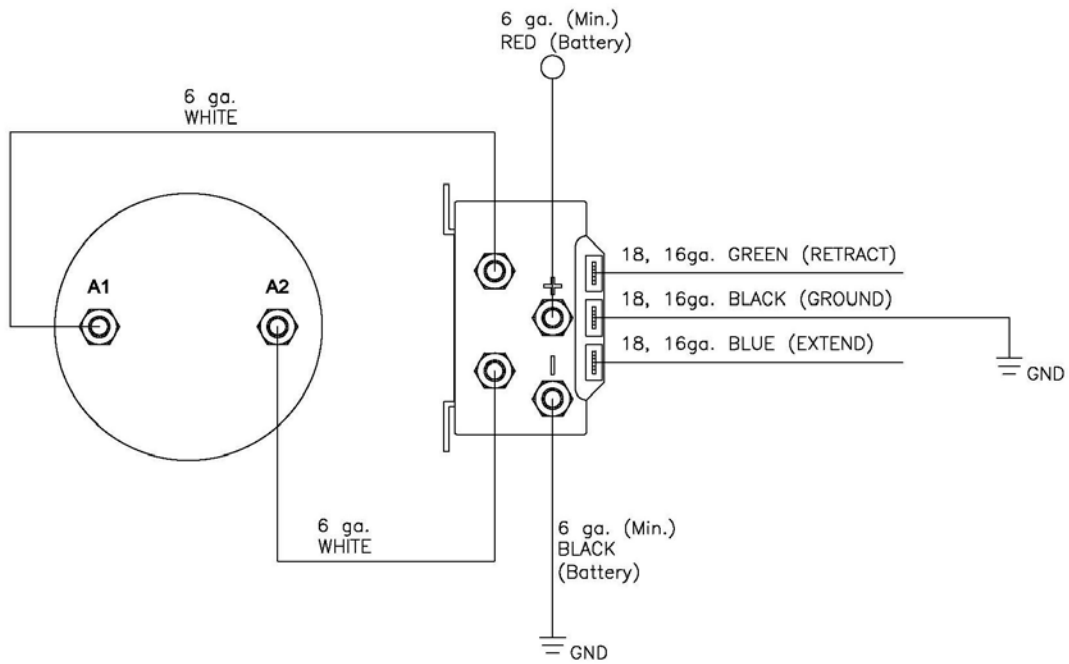 6 ga. (Min.)
RED (Battery)
6 ga.
WHITE
A1
A2
+
18, 16ga. GREEN (RETRACT)
18, 16ga. BLACK (GROUND)
18, 16ga. BLUE (EXTEND)
GND
−
6 ga.
WHITE
6 ga. (Min.)
BLACK
(Battery)
GND